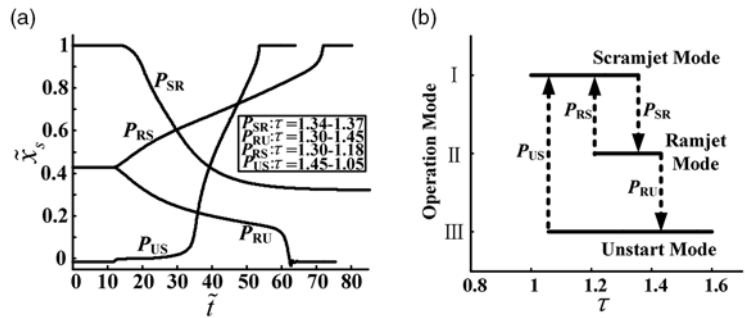 (a)
1
0.8
0.6
0.4
0.2
0
x̃s
PSR
PRS
PSR:τ=1.34-1.37
PRU:τ=1.30-1.45
PRS:τ=1.30-1.18
PUS:τ=1.45-1.05
PUS
PRU
0 10 20 30 40 50 60 70 80
t̃
(b)
Operation Mode
I
II
III
Scramjet Mode
PRS
PSR
PUS
Ramjet
Mode
PRU
Unstart Mode
0.8 1 1.2 1.4 1.6
τ